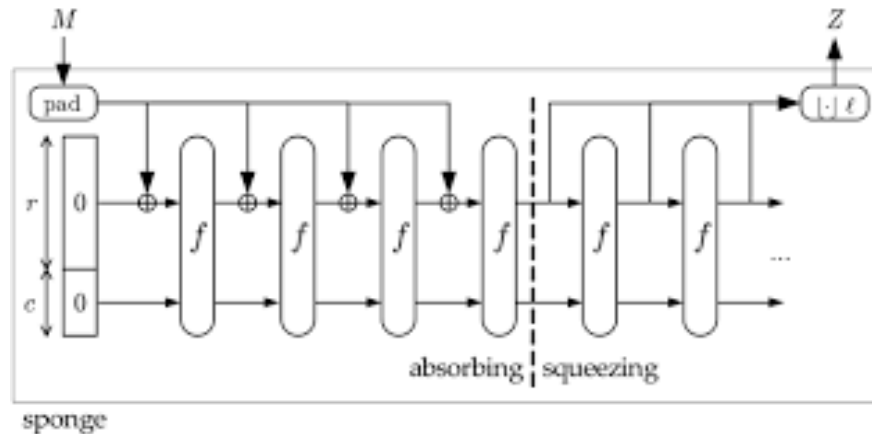 M Z
pad ⌊·⌋ ℓ
r 0 f f f f f f
...
c 0
absorbing squeezing
sponge